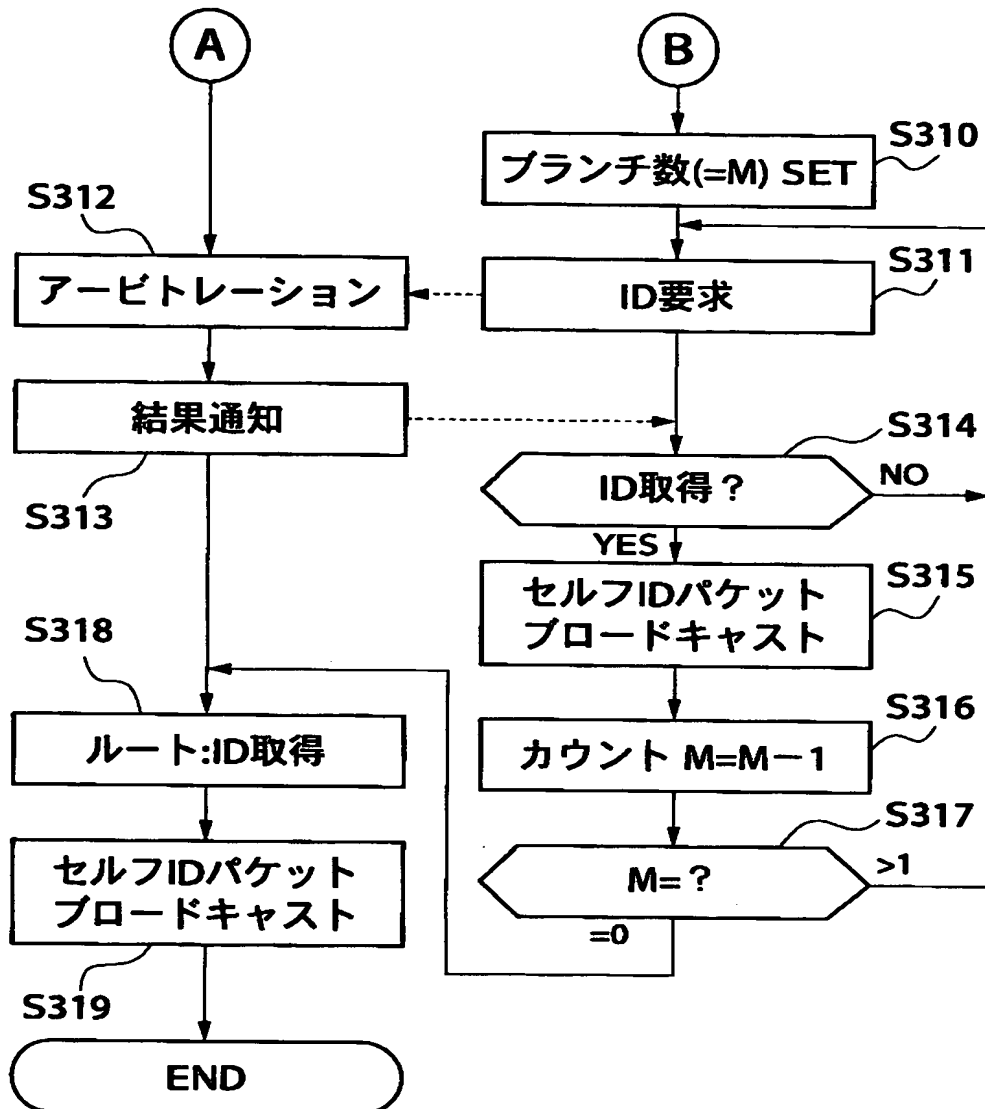 A
B
S310
ブランチ数(=M) SET
S312
S311
アービトレーション
ID要求
結果通知
S314
S313
ID取得？
NO
YES
S315
セルフIDパケット
ブロードキャスト
S318
S316
ルート:ID取得
カウント M=M－1
S317
セルフIDパケット
ブロードキャスト
M=？
>1
=0
S319
END